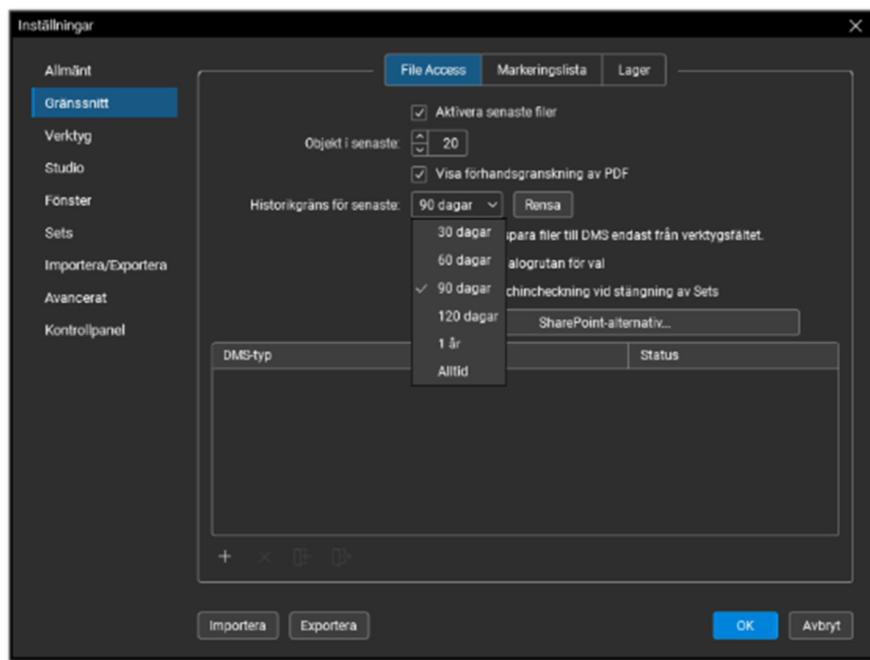 Inställningar
Allmänt
Gränssnitt
Verktyg
Studio
Fönster
Sets
Importera/Exportera
Avancerat
Kontrollpanel
File Access
Markeringslista
Lager
Aktivera senaste filer
Objekt i senaste: 20
Visa förhandsgranskning av PDF
Historikgräns för senaste: 90 dagar Rensa
30 dagar
60 dagar
90 dagar
120 dagar
1 år
Alltid
spara filer till DMS endast från verktygsfältet.
alogrutan för val
chincheckning vid stängning av Sets
SharePoint-alternativ...
DMS-typ
Status
Importera
Exportera
OK
Avbryt